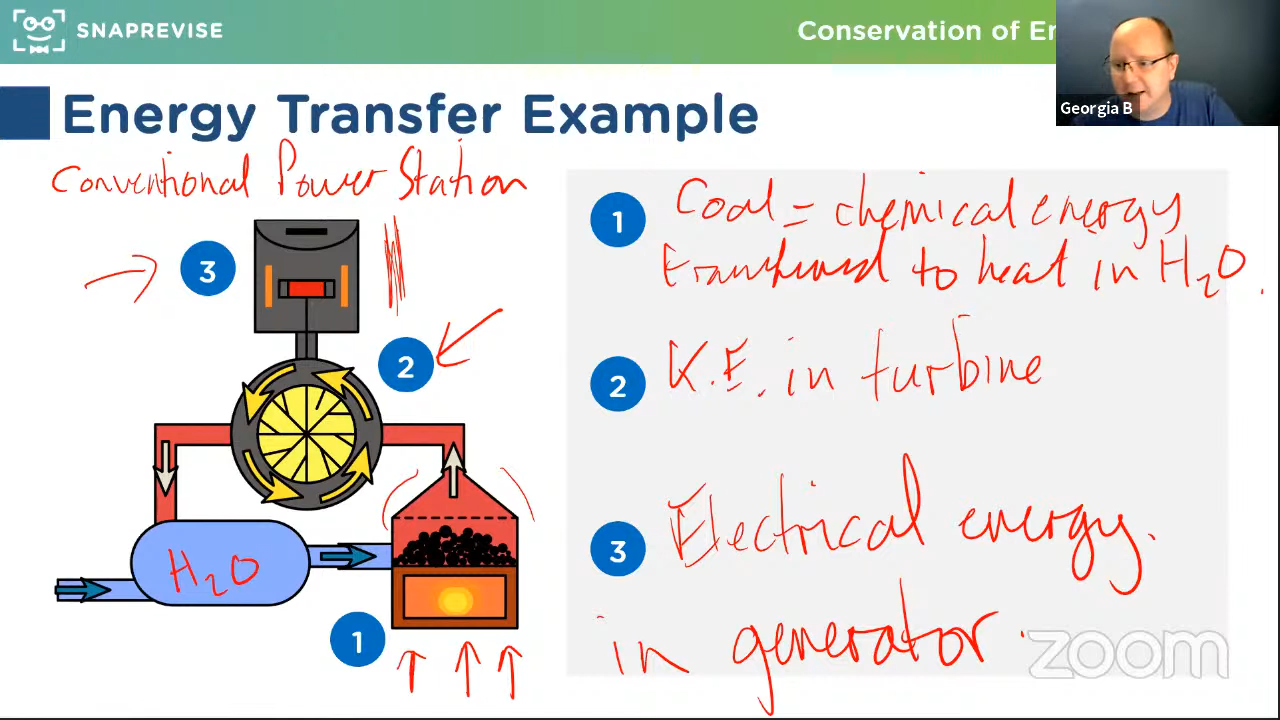 SNAPREVISE
Conservation of En
Georgia B
Energy Transfer Example
Conventional Power Station
3
2
H2O
1
1 Coal = chemical energy
to heat in H2O.
2 K.E. in turbine
3 Electrical energy.
in generator.
zoom